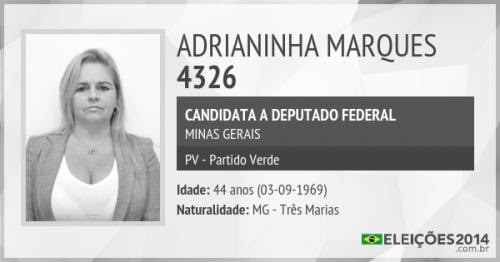 ADRIANINHA MARQUES
4326
CANDIDATA A DEPUTADO FEDERAL
MINAS GERAIS
PV - Partido Verde
Idade: 44 anos (03-09-1969)
Naturalidade: MG - Três Marias
ELEIÇÕES2014
.com.br